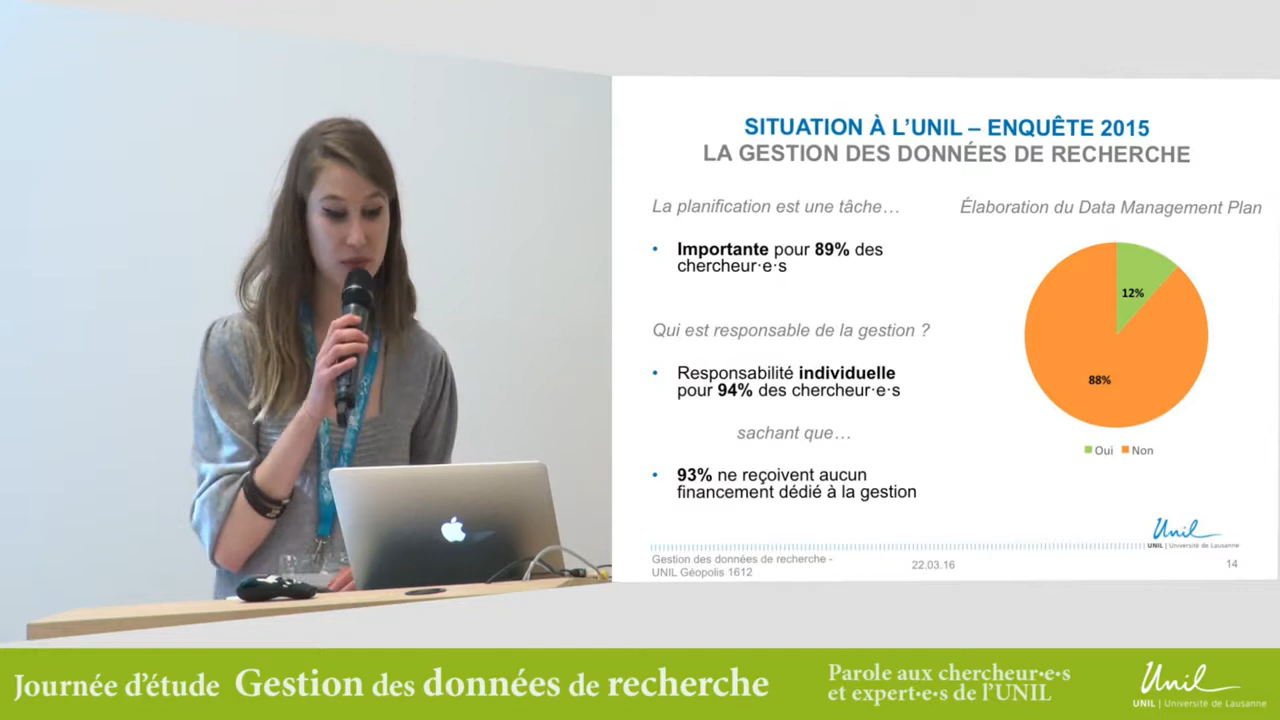 SITUATION À L'UNIL – ENQUÊTE 2015
LA GESTION DES DONNÉES DE RECHERCHE
La planification est une tâche…
• Importante pour 89% des
chercheur·e·s
Qui est responsable de la gestion ?
• Responsabilité individuelle
pour 94% des chercheur·e·s
sachant que…
• 93% ne reçoivent aucun
financement dédié à la gestion
Élaboration du Data Management Plan
12%
88%
Oui Non
Unil
UNIL | Université de Lausanne
Gestion des données de recherche -
UNIL Géopolis 1612
22.03.16
14
Journée d'étude Gestion des données de recherche
Parole aux chercheur•e•s
et expert•e•s de l'UNIL
Unil
UNIL | Université de Lausanne